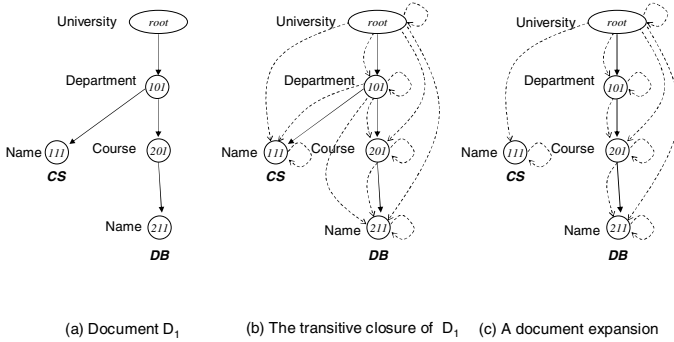 University root
Department 101
Name 111 Course 201
CS
Name 211
DB
(a) Document D₁
University root
Department 101
Name 111 Course 201
CS
Name 211
DB
(b) The transitive closure of D₁
University root
Department 101
Name 111 Course 201
CS
Name 211
DB
(c) A document expansion